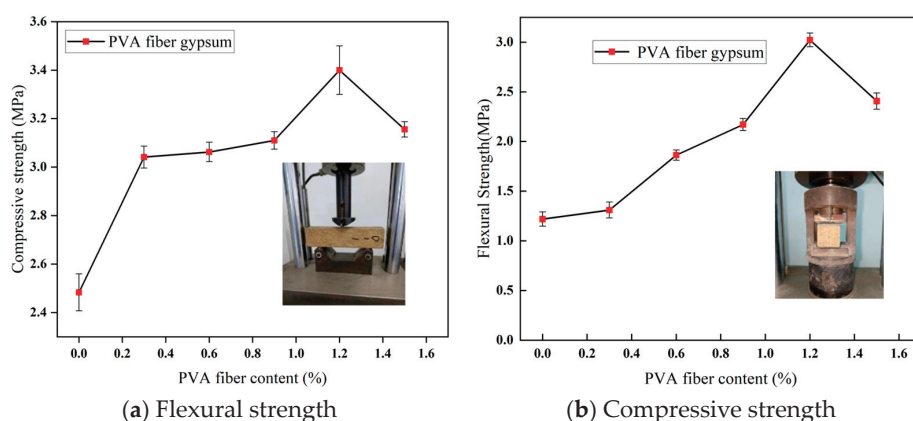 PVA fiber gypsum
Compressive strength (MPa)
3.6
3.4
3.2
3.0
2.8
2.6
2.4
0.0 0.2 0.4 0.6 0.8 1.0 1.2 1.4 1.6
PVA fiber content (%)
(a) Flexural strength
PVA fiber gypsum
Flexural Strength(MPa)
3.0
2.5
2.0
1.5
1.0
0.5
0.0
0.0 0.2 0.4 0.6 0.8 1.0 1.2 1.4 1.6
PVA fiber content (%)
(b) Compressive strength